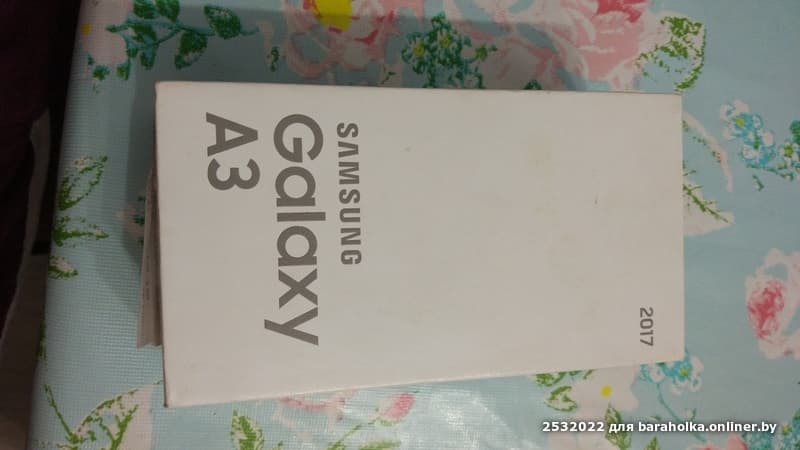 SAMSUNG
Galaxy
A3
2017
2532022 для baraholka.onliner.by